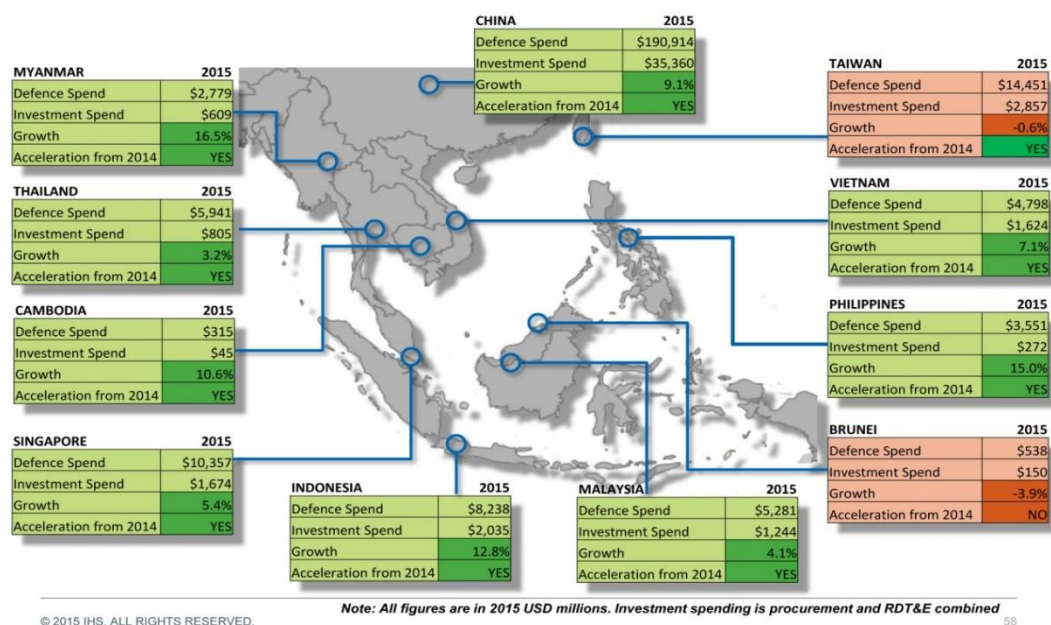 CHINA 2015
Defence Spend $190,914
Investment Spend $35,360
Growth 9.1%
Acceleration from 2014 YES
MYANMAR 2015
Defence Spend $2,779
Investment Spend $609
Growth 16.5%
Acceleration from 2014 YES
TAIWAN 2015
Defence Spend $14,451
Investment Spend $2,857
Growth -0.6%
Acceleration from 2014 YES
THAILAND 2015
Defence Spend $5,941
Investment Spend $805
Growth 3.2%
Acceleration from 2014 YES
VIETNAM 2015
Defence Spend $4,798
Investment Spend $1,624
Growth 7.1%
Acceleration from 2014 YES
CAMBODIA 2015
Defence Spend $315
Investment Spend $45
Growth 10.6%
Acceleration from 2014 YES
PHILIPPINES 2015
Defence Spend $3,551
Investment Spend $272
Growth 15.0%
Acceleration from 2014 YES
SINGAPORE 2015
Defence Spend $10,357
Investment Spend $1,674
Growth 5.4%
Acceleration from 2014 YES
BRUNEI 2015
Defence Spend $538
Investment Spend $150
Growth -3.9%
Acceleration from 2014 NO
INDONESIA 2015
Defence Spend $8,238
Investment Spend $2,035
Growth 12.8%
Acceleration from 2014 YES
MALAYSIA 2015
Defence Spend $5,281
Investment Spend $1,244
Growth 4.1%
Acceleration from 2014 YES
Note: All figures are in 2015 USD millions. Investment spending is procurement and RDT&E combined
© 2015 IHS. ALL RIGHTS RESERVED.
58